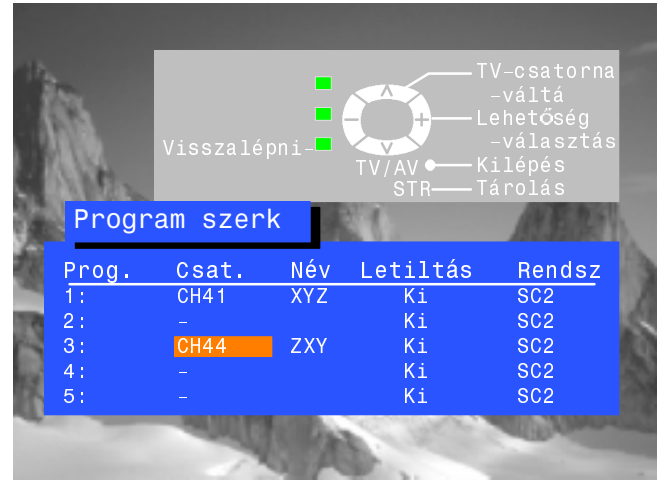 TV-csatorna
-váltá
Lehetőség
-választás
Visszalépni-
TV/AV Kilépés
STR Tárolás
Program szerk
Prog. Csat. Név Letiltás Rendsz
1: CH41 XYZ Ki SC2
2: - Ki SC2
3: CH44 ZXY Ki SC2
4: - Ki SC2
5: - Ki SC2